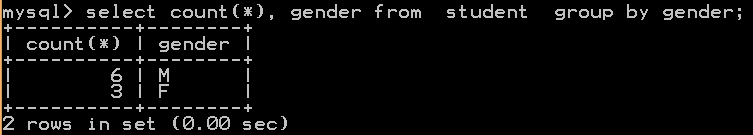 mysql> select count(*), gender from  student  group by gender;
+----------+--------+
| count(*) | gender |
+----------+--------+
|        6 | M      |
|        3 | F      |
+----------+--------+
2 rows in set (0.00 sec)